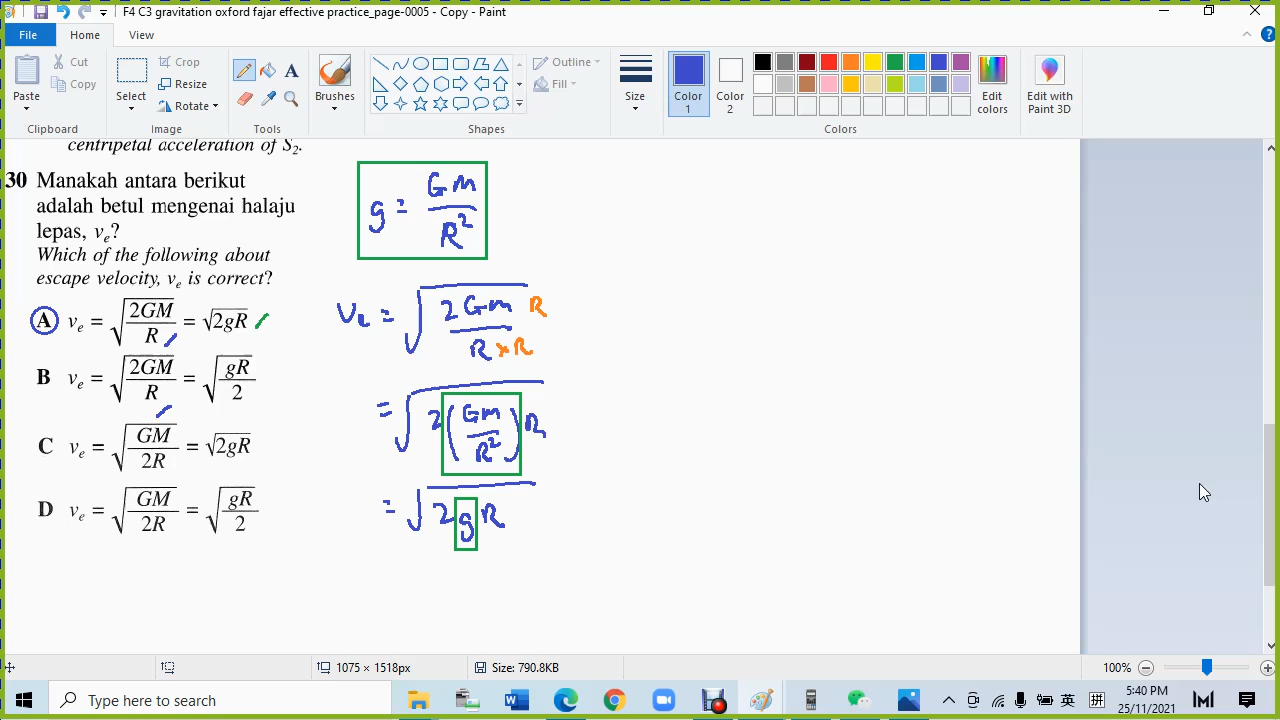 F4 C3 gravitation oxford fajar effective practice_page-0005 - Copy - Paint
File Home View
Paste
Cut
Copy
Clipboard
Select
Crop
Resize
Rotate
Image
A
Tools
Brushes
Outline
Fill
Shapes
Size
Color 1
Color 2
Edit colors
Edit with Paint 3D
Colors
centripetal acceleration of S₂.
30 Manakah antara berikut
adalah betul mengenai halaju
lepas, vₑ?
Which of the following about
escape velocity, vₑ is correct?
A vₑ = √(2GM/R) = √2gR
B vₑ = √(2GM/R) = √(gR/2)
C vₑ = √(GM/2R) = √2gR
D vₑ = √(GM/2R) = √(gR/2)
g = GM/R²
Vₑ = √(2GM R/R × R)
= √(2(GM/R²)R)
= √2gR
1075 × 1518px
Size: 790.8KB
100%
Type here to search
英
拼
5:40 PM
25/11/2021